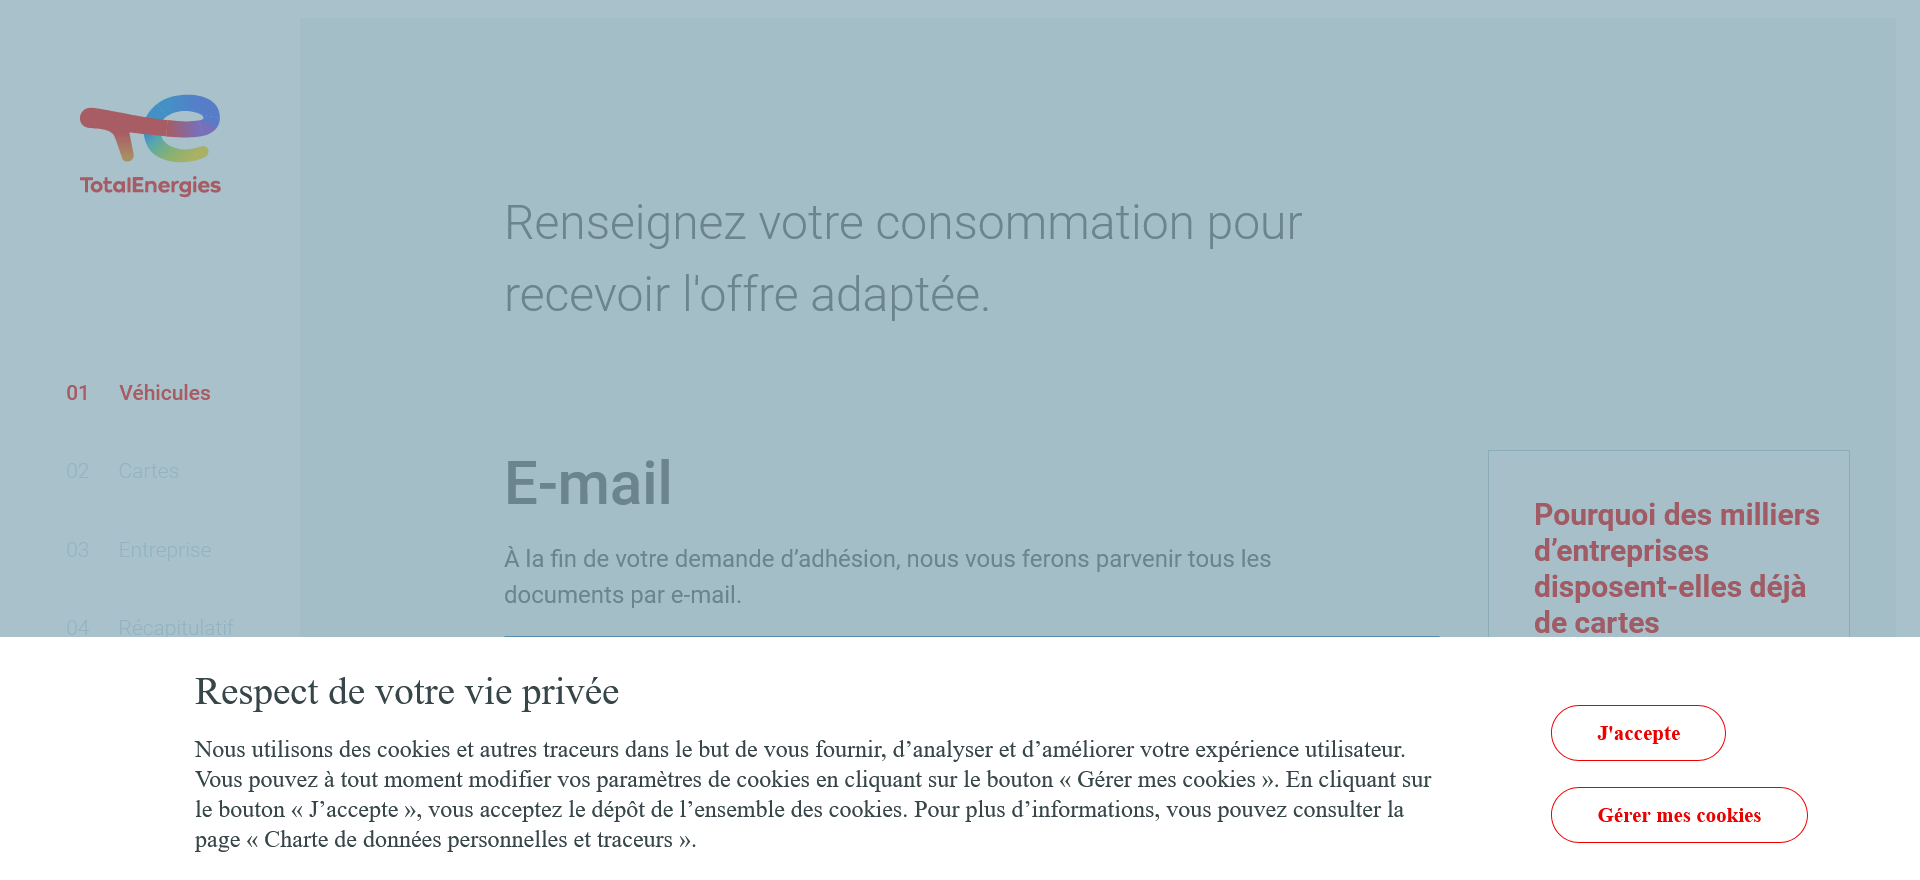 TotalEnergies
Renseignez votre consommation pour
recevoir l'offre adaptée.
01 Véhicules
02 Cartes
03 Entreprise
04 Récapitulatif
E-mail
À la fin de votre demande d’adhésion, nous vous ferons parvenir tous les
documents par e-mail.
Pourquoi des milliers
d’entreprises
disposent-elles déjà
de cartes
Respect de votre vie privée
Nous utilisons des cookies et autres traceurs dans le but de vous fournir, d’analyser et d’améliorer votre expérience utilisateur.
Vous pouvez à tout moment modifier vos paramètres de cookies en cliquant sur le bouton « Gérer mes cookies ». En cliquant sur
le bouton « J’accepte », vous acceptez le dépôt de l’ensemble des cookies. Pour plus d’informations, vous pouvez consulter la
page « Charte de données personnelles et traceurs ».
J'accepte
Gérer mes cookies